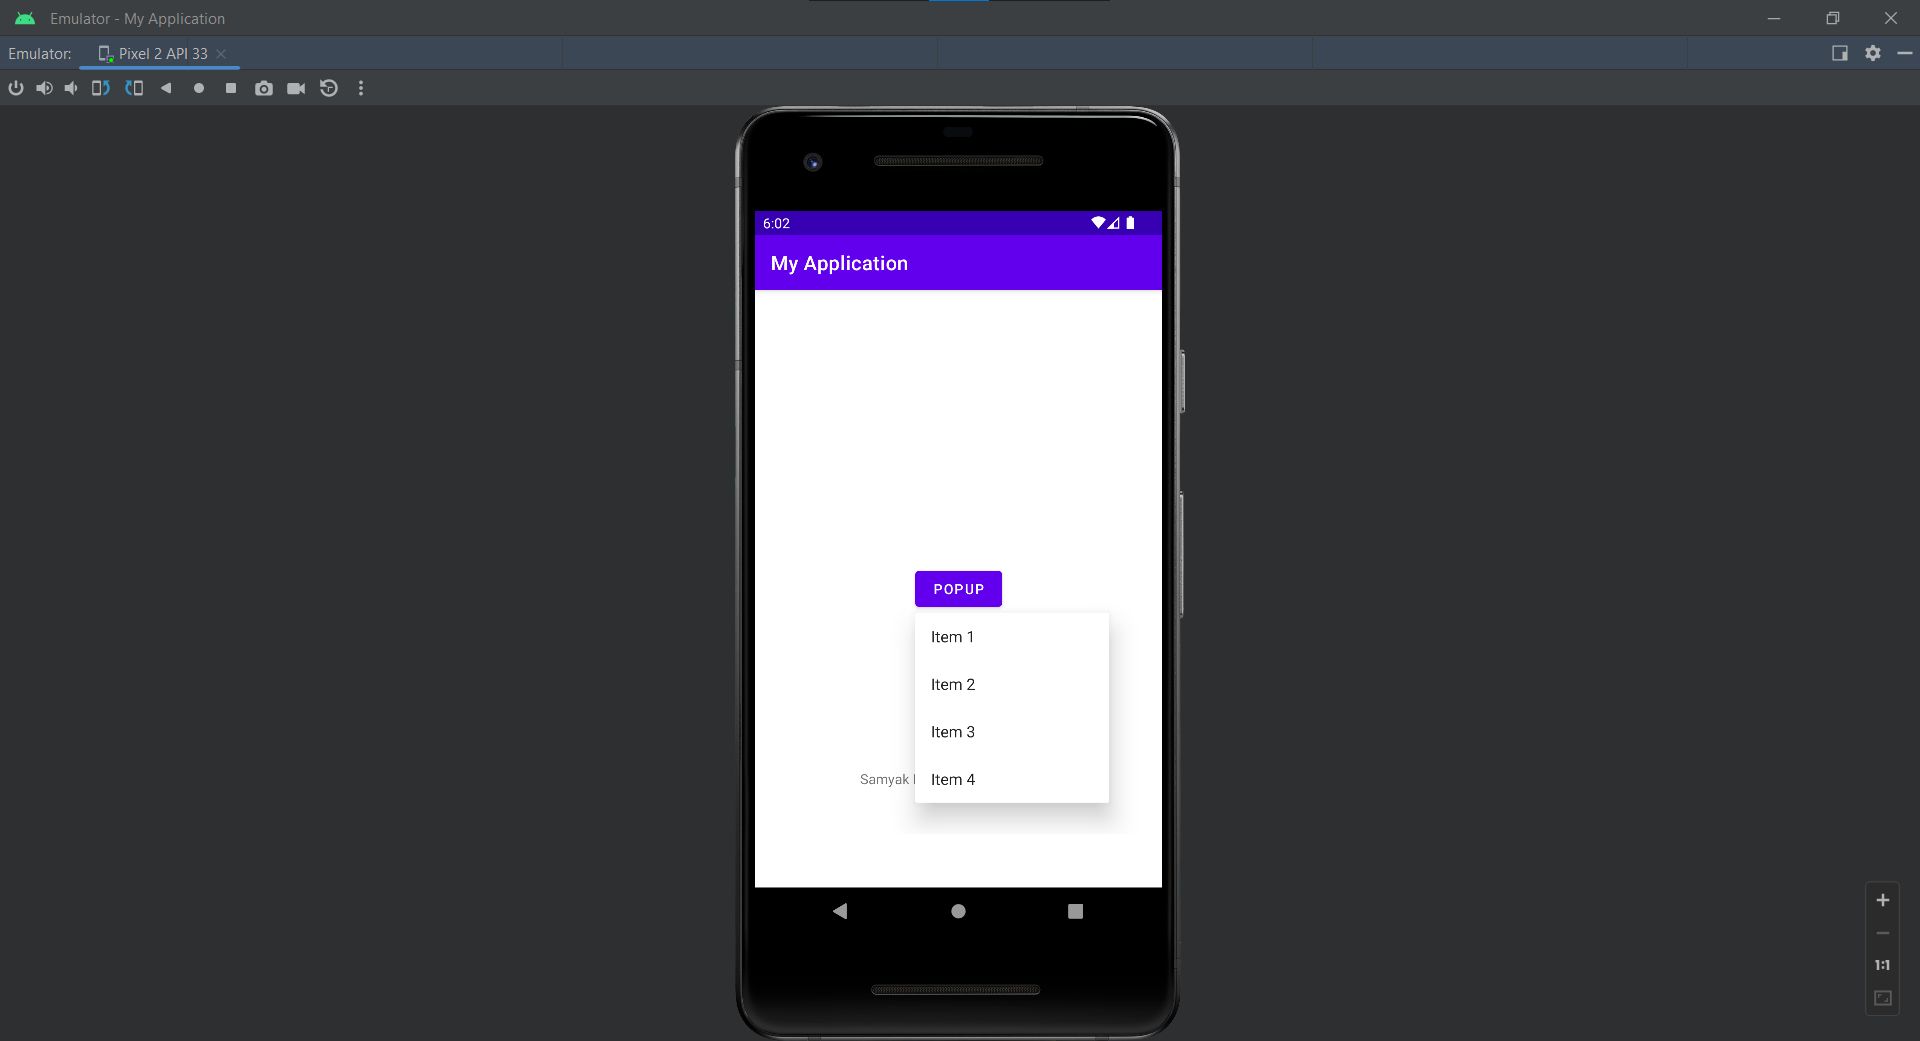 Emulator - My Application
Emulator: Pixel 2 API 33
6:02
My Application
POPUP
Item 1
Item 2
Item 3
Samyak
Item 4
1:1